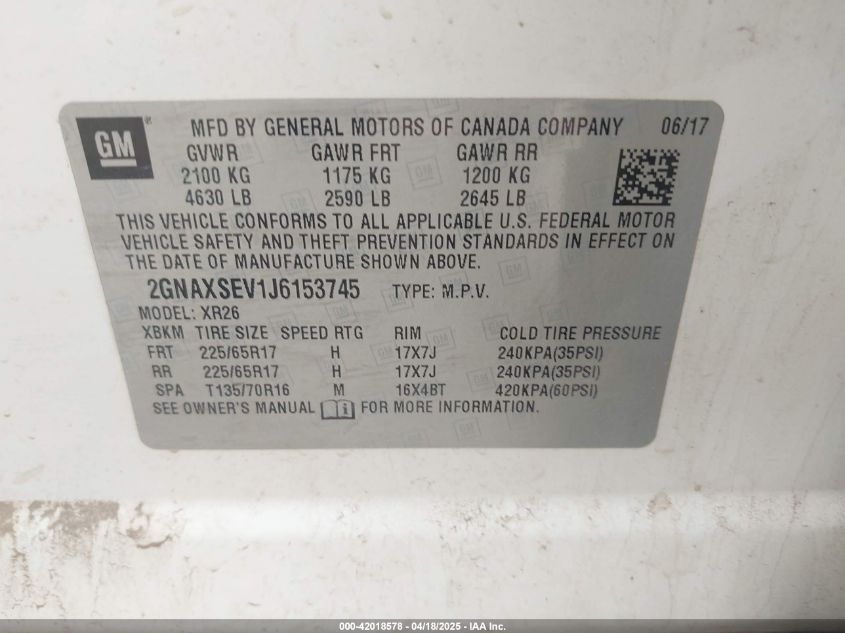 GM ® MFD BY GENERAL MOTORS OF CANADA COMPANY 06/17
GVWR GAWR FRT GAWR RR
2100 KG 1175 KG 1200 KG
4630 LB 2590 LB 2645 LB
THIS VEHICLE CONFORMS TO ALL APPLICABLE U.S. FEDERAL MOTOR
VEHICLE SAFETY AND THEFT PREVENTION STANDARDS IN EFFECT ON
THE DATE OF MANUFACTURE SHOWN ABOVE.
2GNAXSEV1J6153745 TYPE: M.P.V.
MODEL: XR26
XBKM TIRE SIZE SPEED RTG RIM COLD TIRE PRESSURE
FRT 225/65R17 H 17X7J 240KPA(35PSI)
RR 225/65R17 H 17X7J 240KPA(35PSI)
SPA T135/70R16 M 16X4BT 420KPA(60PSI)
SEE OWNER'S MANUAL i FOR MORE INFORMATION.
000-42018578 - 04/18/2025 - IAA Inc.